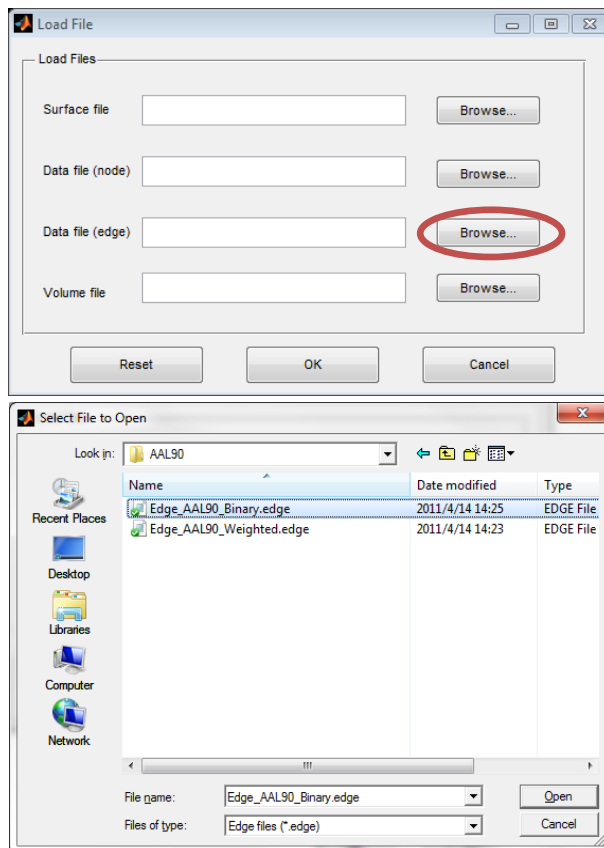 Load File
Load Files
Surface file
Browse...
Data file (node)
Browse...
Data file (edge)
Browse...
Volume file
Browse...
Reset OK Cancel
Select File to Open
Look in: AAL90
Name Date modified Type
Edge_AAL90_Binary.edge 2011/4/14 14:25 EDGE File
Edge_AAL90_Weighted.edge 2011/4/14 14:23 EDGE File
Recent Places
Desktop
Libraries
Computer
Network
File name: Edge_AAL90_Binary.edge Open
Files of type: Edge files (*.edge) Cancel